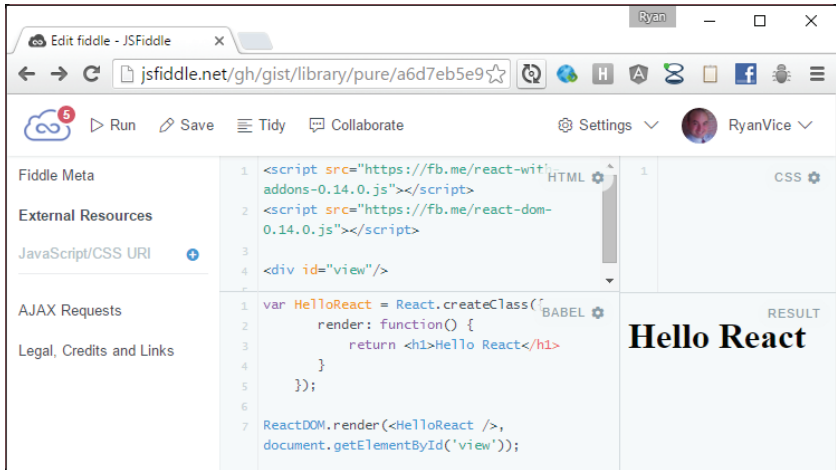 Ryan
Edit fiddle - JSFiddle
jsfiddle.net/gh/gist/library/pure/a6d7eb5e9
5
Run Save Tidy Collaborate Settings RyanVice
Fiddle Meta
External Resources
JavaScript/CSS URI
AJAX Requests
Legal, Credits and Links
HTML
1 <script src="https://fb.me/react-with-
addons-0.14.0.js"></script>
2 <script src="https://fb.me/react-dom-
0.14.0.js"></script>
3
4 <div id="view"/>
CSS
1
BABEL
1 var HelloReact = React.createClass({
2 render: function() {
3 return <h1>Hello React</h1>
4 }
5 });
6
7 ReactDOM.render(<HelloReact />,
document.getElementById('view'));
RESULT
Hello React